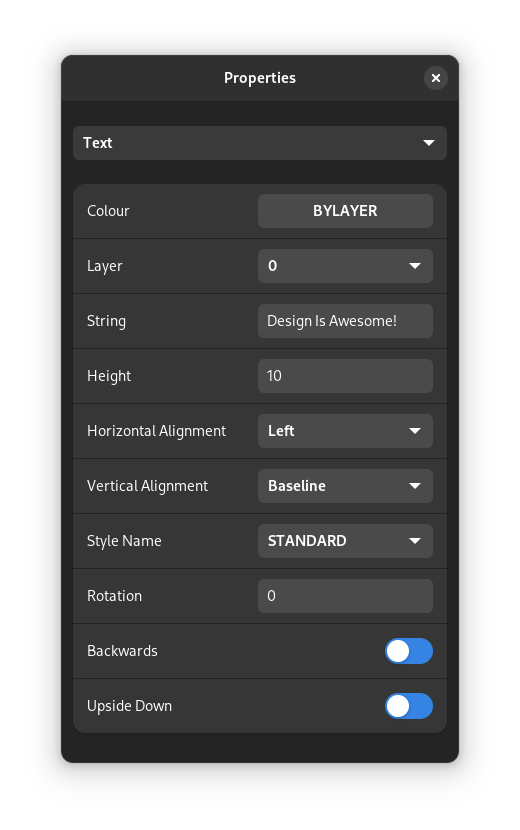 Properties
Text
Colour BYLAYER
Layer 0
String Design Is Awesome!
Height 10
Horizontal Alignment Left
Vertical Alignment Baseline
Style Name STANDARD
Rotation 0
Backwards
Upside Down